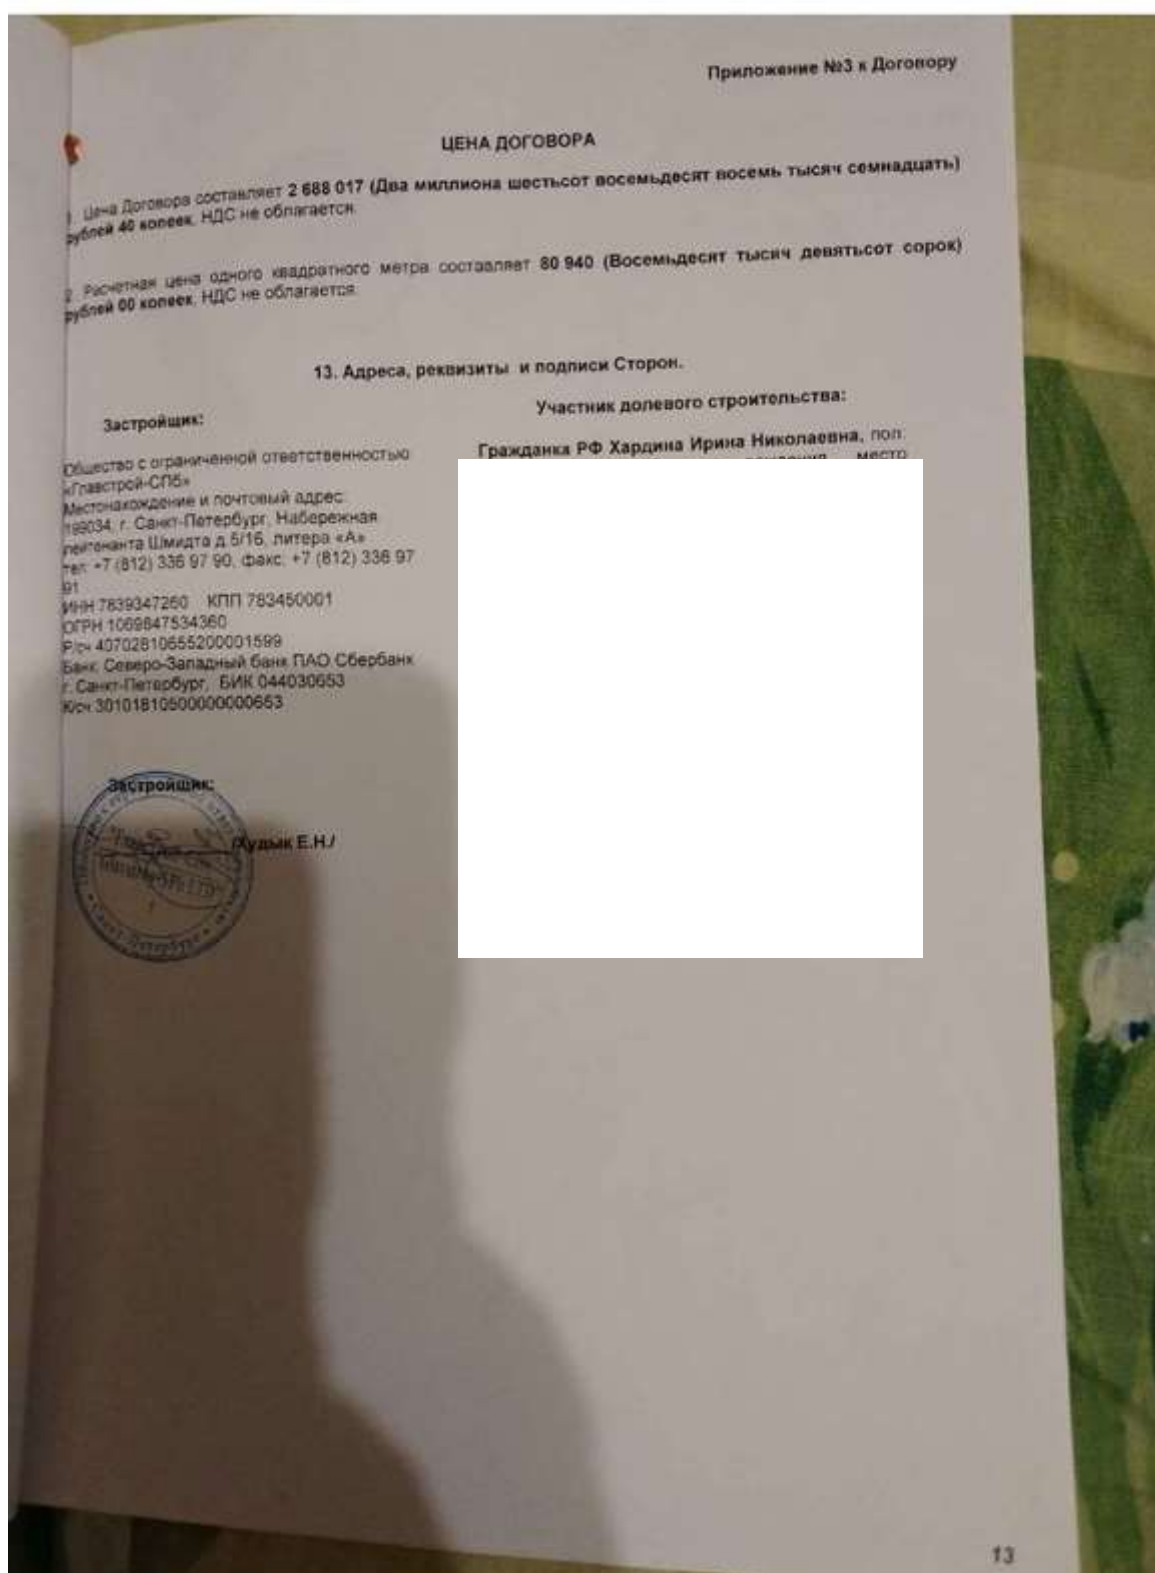 Приложение №3 к Договору
ЦЕНА ДОГОВОРА
1. Цена Договора составляет 2 688 017 (Два миллиона шестьсот восемьдесят восемь тысяч семнадцать)
рублей 40 копеек, НДС не облагается.
2. Расчетная цена одного квадратного метра составляет 80 940 (Восемьдесят тысяч девятьсот сорок)
рублей 00 копеек, НДС не облагается.
13. Адреса, реквизиты и подписи Сторон.
Застройщик:
Общество с ограниченной ответственностью
«Главстрой-СПб»
Местонахождение и почтовый адрес:
199034, г. Санкт-Петербург, Набережная
лейтенанта Шмидта д.5/16, литера «А»
тел: +7 (812) 336 97 90, факс: +7 (812) 336 97
91
ИНН 7839347260 КПП 783450001
ОГРН 1069847534360
Р/сч 40702810655200001599
Банк: Северо-Западный банк ПАО Сбербанк
г. Санкт-Петербург, БИК 044030653
К/сч 30101810500000000653
Застройщик:
/Худык Е.Н./
Санкт-Петербург
Участник долевого строительства:
Гражданка РФ Хардина Ирина Николаевна, пол:
место
13